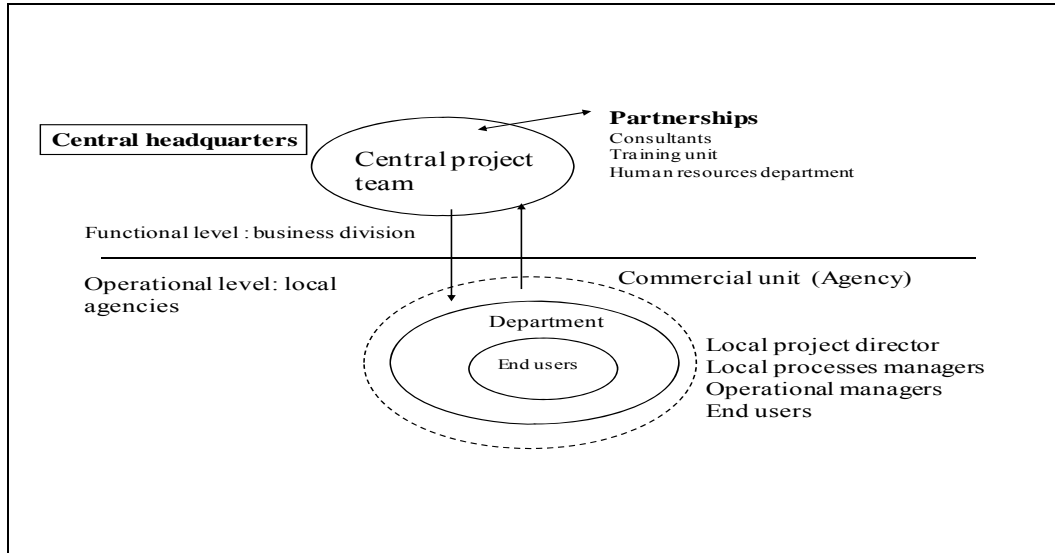 Central headquarters
Central project
team
Partnerships
Consultants
Training unit
Human resources department
Functional level : business division
Operational level: local
agencies
Commercial unit (Agency)
Department
End users
Local project director
Local processes managers
Operational managers
End users